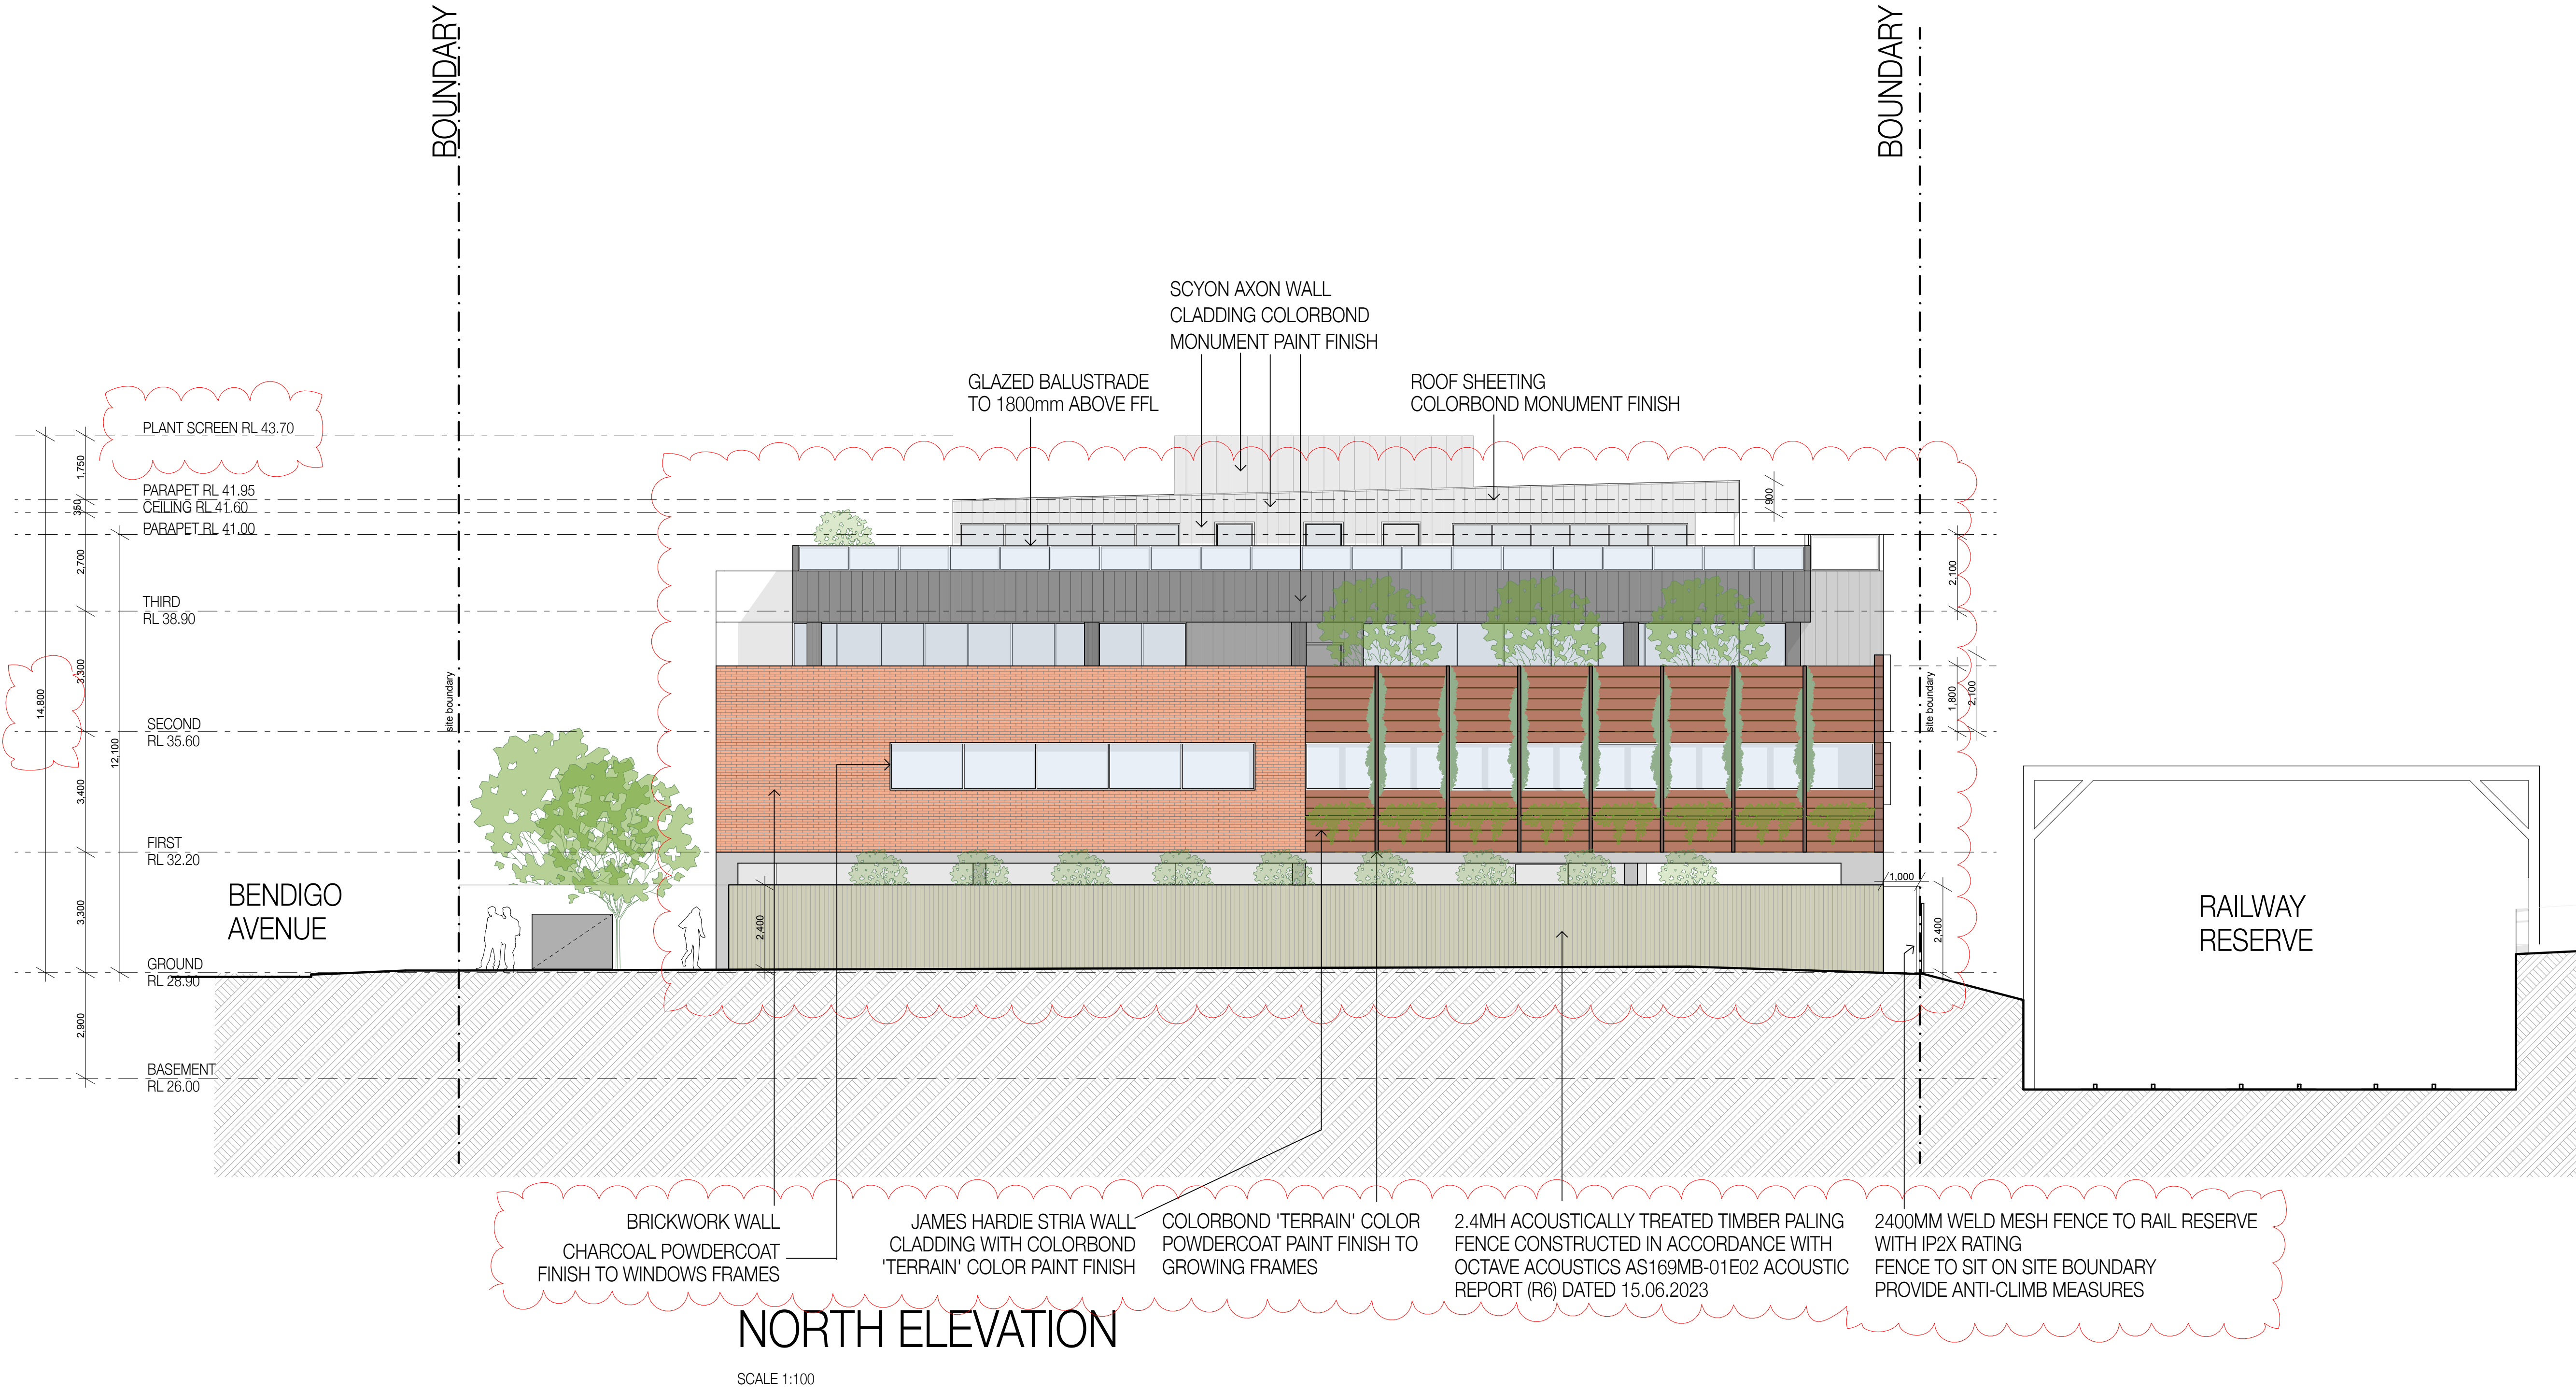 BOUNDARY
BOUNDARY
SCYON AXON WALL
CLADDING COLORBOND
MONUMENT PAINT FINISH
GLAZED BALUSTRADE
TO 1800mm ABOVE FFL
ROOF SHEETING
COLORBOND MONUMENT FINISH
PLANT SCREEN RL 43.70
1,750
PARAPET RL 41.95
350
CEILING RL 41.60
PARAPET RL 41.00
900
2,700
2,100
THIRD
RL 38.90
3,300
14,800
site boundary
site boundary
1,800
2,100
SECOND
RL 35.60
12,100
3,400
FIRST
RL 32.20
BENDIGO
AVENUE
3,300
2,400
1,000
2,400
RAILWAY
RESERVE
GROUND
RL 28.90
2,900
BASEMENT
RL 26.00
BRICKWORK WALL
CHARCOAL POWDERCOAT
FINISH TO WINDOWS FRAMES
JAMES HARDIE STRIA WALL
CLADDING WITH COLORBOND
'TERRAIN' COLOR PAINT FINISH
COLORBOND 'TERRAIN' COLOR
POWDERCOAT PAINT FINISH TO
GROWING FRAMES
2.4MH ACOUSTICALLY TREATED TIMBER PALING
FENCE CONSTRUCTED IN ACCORDANCE WITH
OCTAVE ACOUSTICS AS169MB-01E02 ACOUSTIC
REPORT (R6) DATED 15.06.2023
2400MM WELD MESH FENCE TO RAIL RESERVE
WITH IP2X RATING
FENCE TO SIT ON SITE BOUNDARY
PROVIDE ANTI-CLIMB MEASURES
NORTH ELEVATION
SCALE 1:100